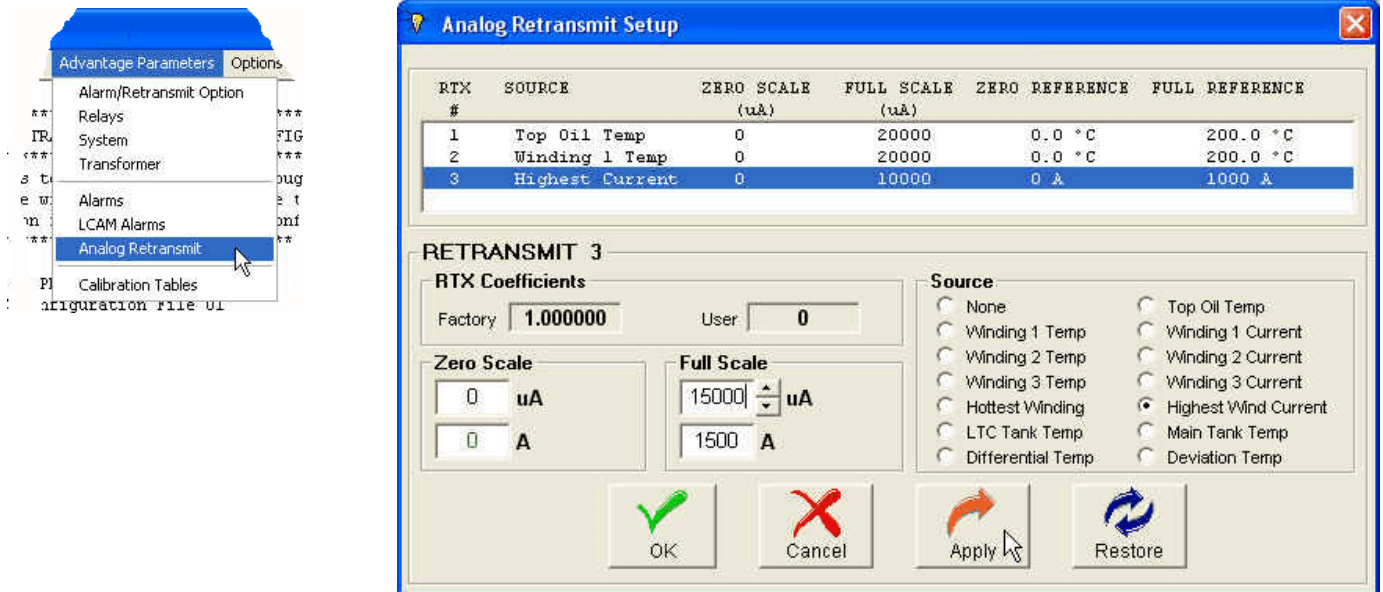 Advantage Parameters Options
Alarm/Retransmit Option
Relays
System
Transformer
Alarms
LCAM Alarms
Analog Retransmit
Calibration Tables
Analog Retransmit Setup
RTX SOURCE ZERO SCALE FULL SCALE ZERO REFERENCE FULL REFERENCE
# (uA) (uA)
1 Top Oil Temp 0 20000 0.0 °C 200.0 °C
2 Winding 1 Temp 0 20000 0.0 °C 200.0 °C
3 Highest Current 0 10000 0 A 1000 A
RETRANSMIT 3
RTX Coefficients
Factory 1.000000 User 0
Zero Scale
0 uA
0 A
Full Scale
15000 uA
1500 A
Source
None Top Oil Temp
Winding 1 Temp Winding 1 Current
Winding 2 Temp Winding 2 Current
Winding 3 Temp Winding 3 Current
Hottest Winding Highest Wind Current
LTC Tank Temp Main Tank Temp
Differential Temp Deviation Temp
OK Cancel Apply Restore